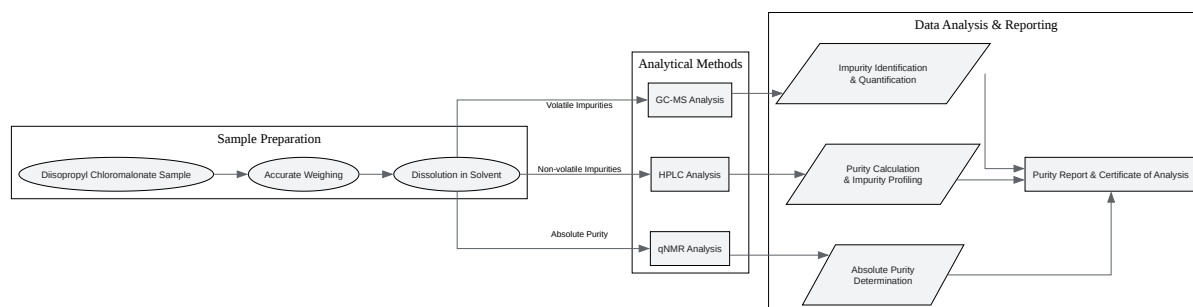 Sample Preparation
Diisopropyl Chloromalonate Sample
Accurate Weighing
Dissolution in Solvent
Volatile Impurities
Non-volatile Impurities
Absolute Purity
Analytical Methods
GC-MS Analysis
HPLC Analysis
qNMR Analysis
Data Analysis & Reporting
Impurity Identification
& Quantification
Purity Calculation
& Impurity Profiling
Absolute Purity
Determination
Purity Report & Certificate of Analysis